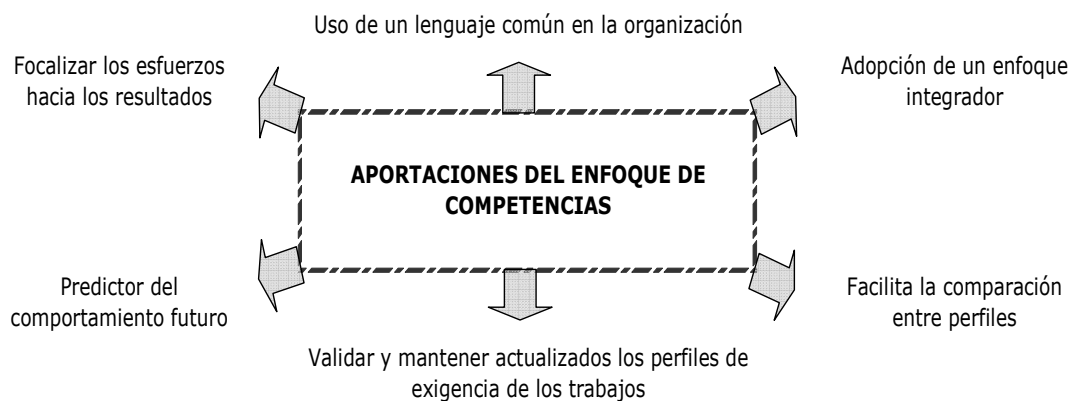 Uso de un lenguaje común en la organización
Focalizar los esfuerzos
hacia los resultados
Adopción de un enfoque
integrador
APORTACIONES DEL ENFOQUE DE
COMPETENCIAS
Predictor del
comportamiento futuro
Facilita la comparación
entre perfiles
Validar y mantener actualizados los perfiles de
exigencia de los trabajos